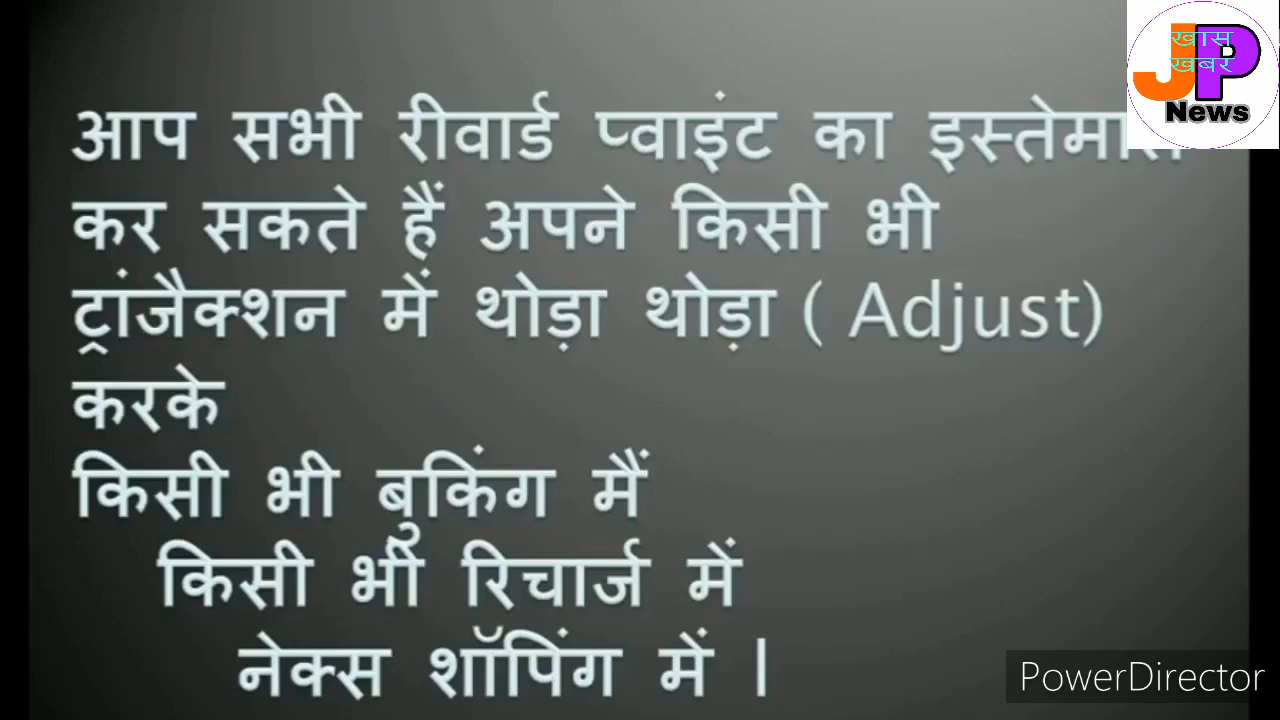 खास
खबर
JP
News
आप सभी रीवार्ड प्वाइंट का इस्तेमाल
कर सकते हैं अपने किसी भी
ट्रांजैक्शन में थोड़ा थोड़ा ( Adjust)
करके
किसी भी बुकिंग मैं
किसी भी रिचार्ज में
नेक्स शॉपिंग में |
PowerDirector